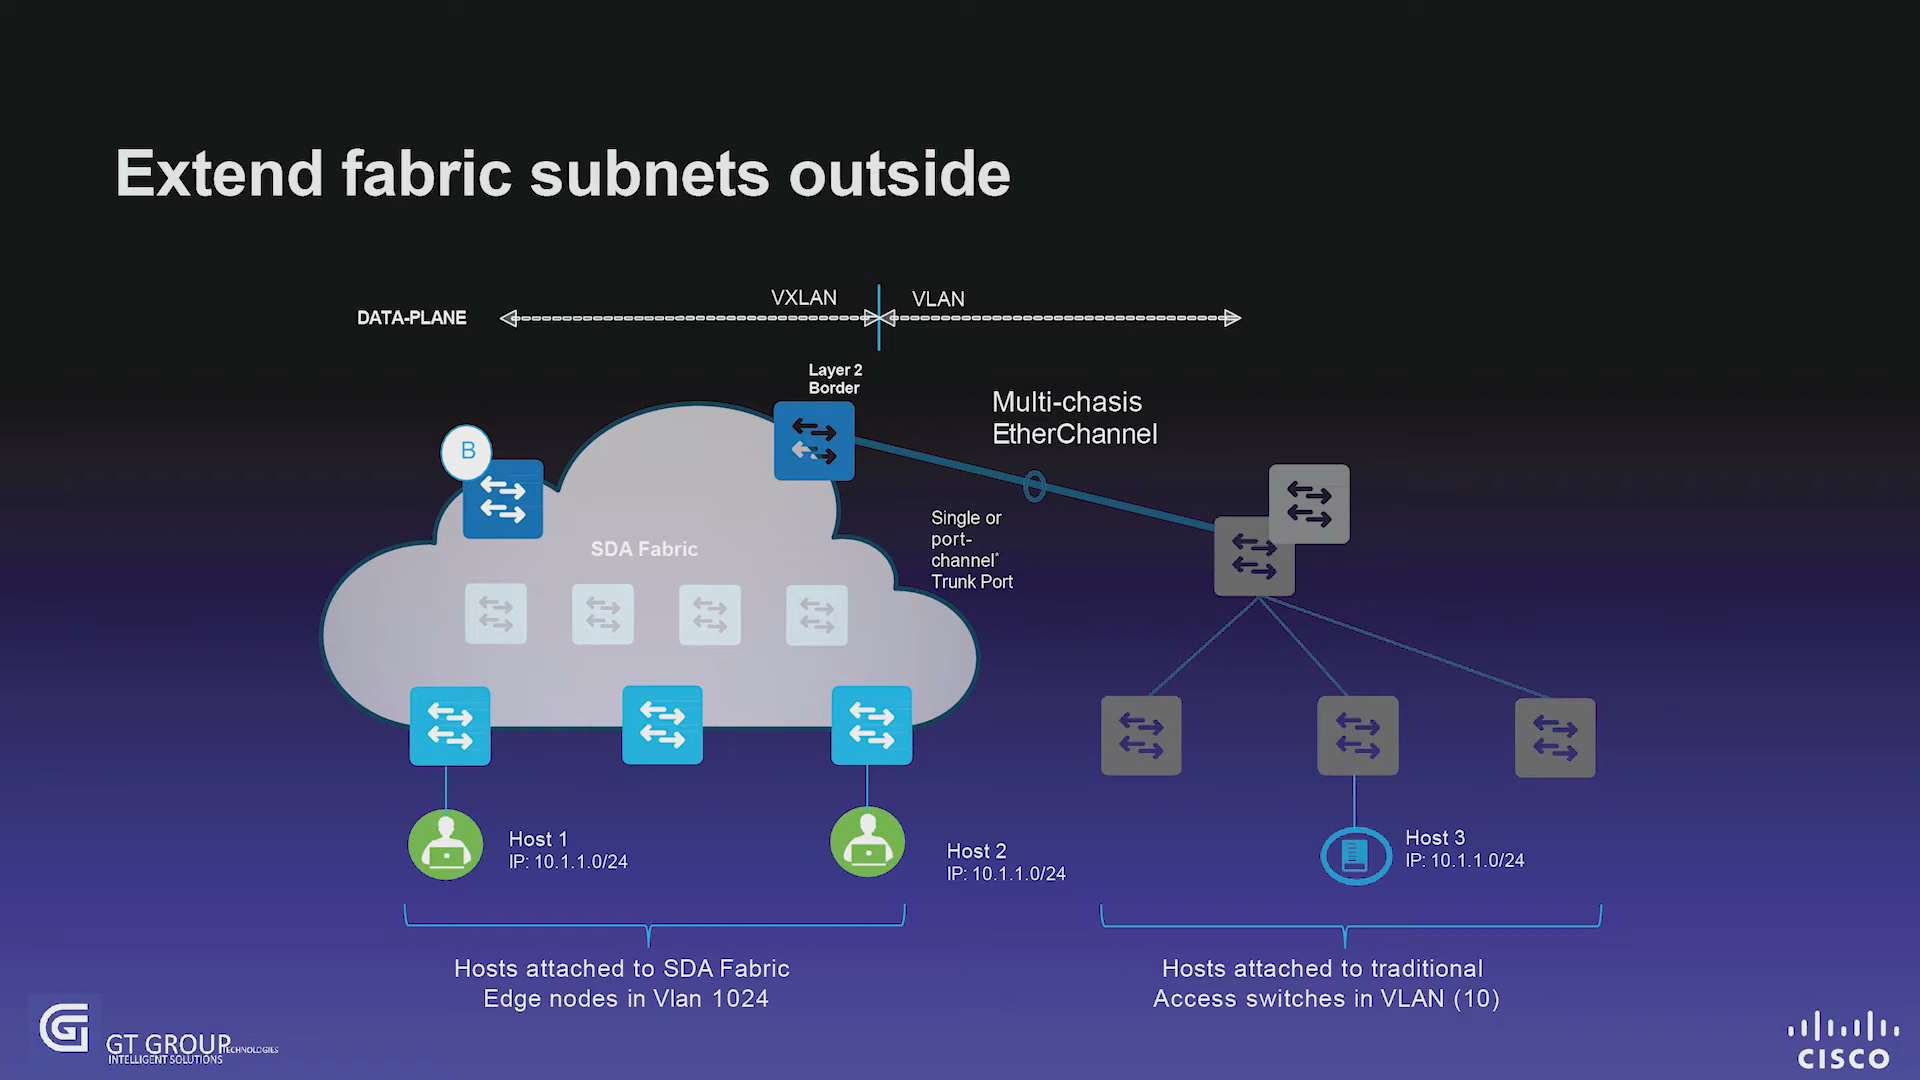 Extend fabric subnets outside
DATA-PLANE
VXLAN
VLAN
Layer 2
Border
Multi-chasis
EtherChannel
B
SDA Fabric
Single or
port-
channel*
Trunk Port
Host 1
IP: 10.1.1.0/24
Host 2
IP: 10.1.1.0/24
Host 3
IP: 10.1.1.0/24
Hosts attached to SDA Fabric
Edge nodes in Vlan 1024
Hosts attached to traditional
Access switches in VLAN (10)
GT GROUP TECHNOLOGIES
INTELLIGENT SOLUTIONS
CISCO